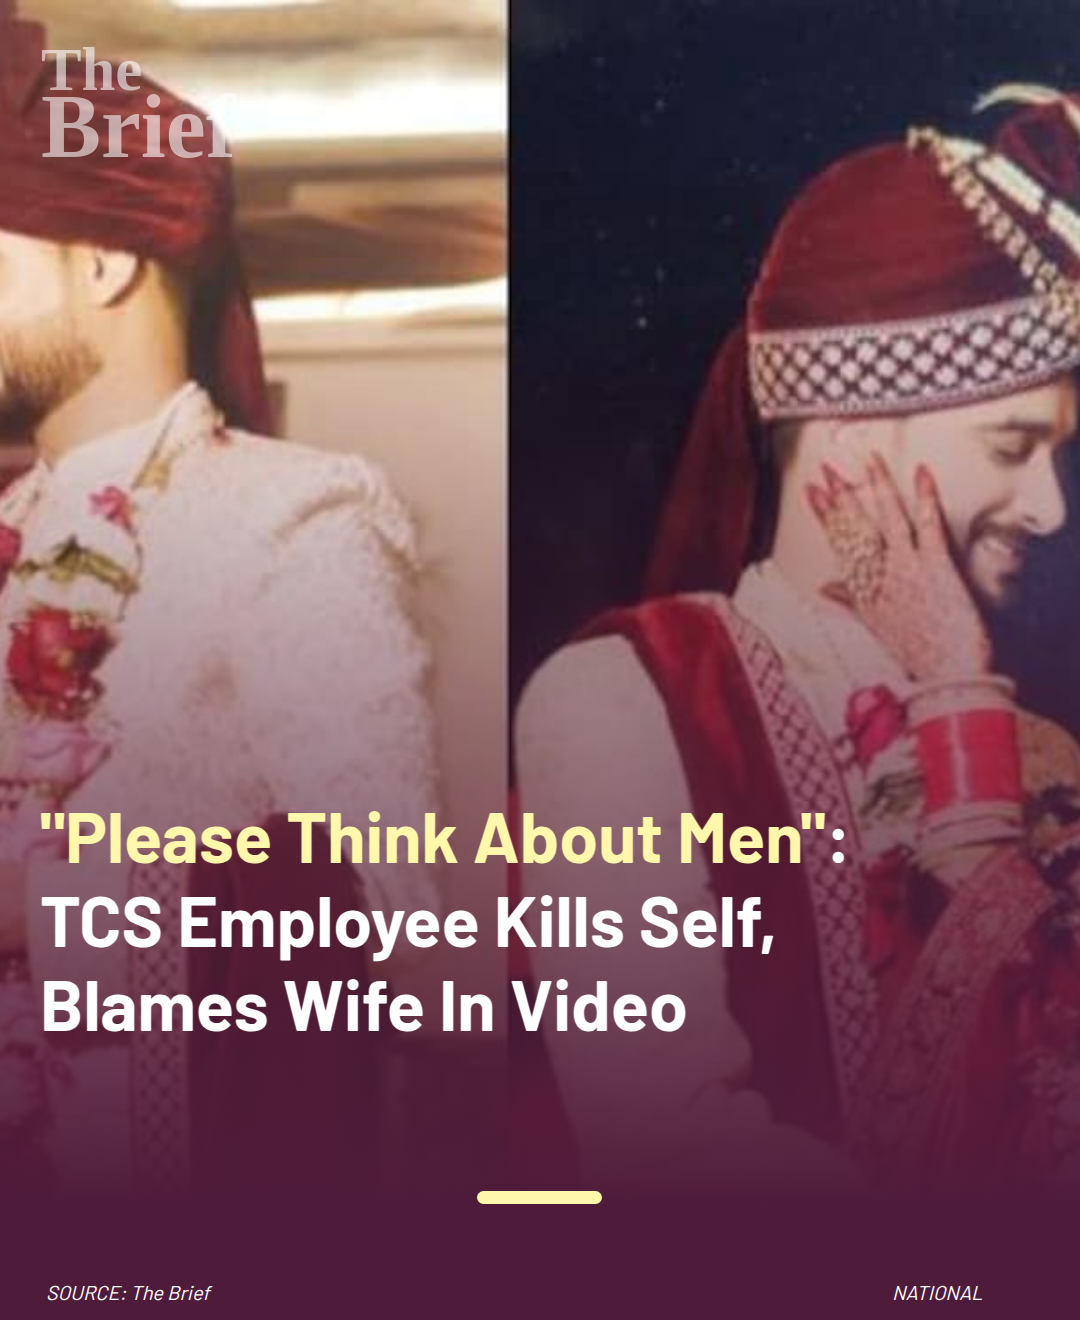 The
Brief
"Please Think About Men":
TCS Employee Kills Self,
Blames Wife In Video
SOURCE: The Brief
NATIONAL